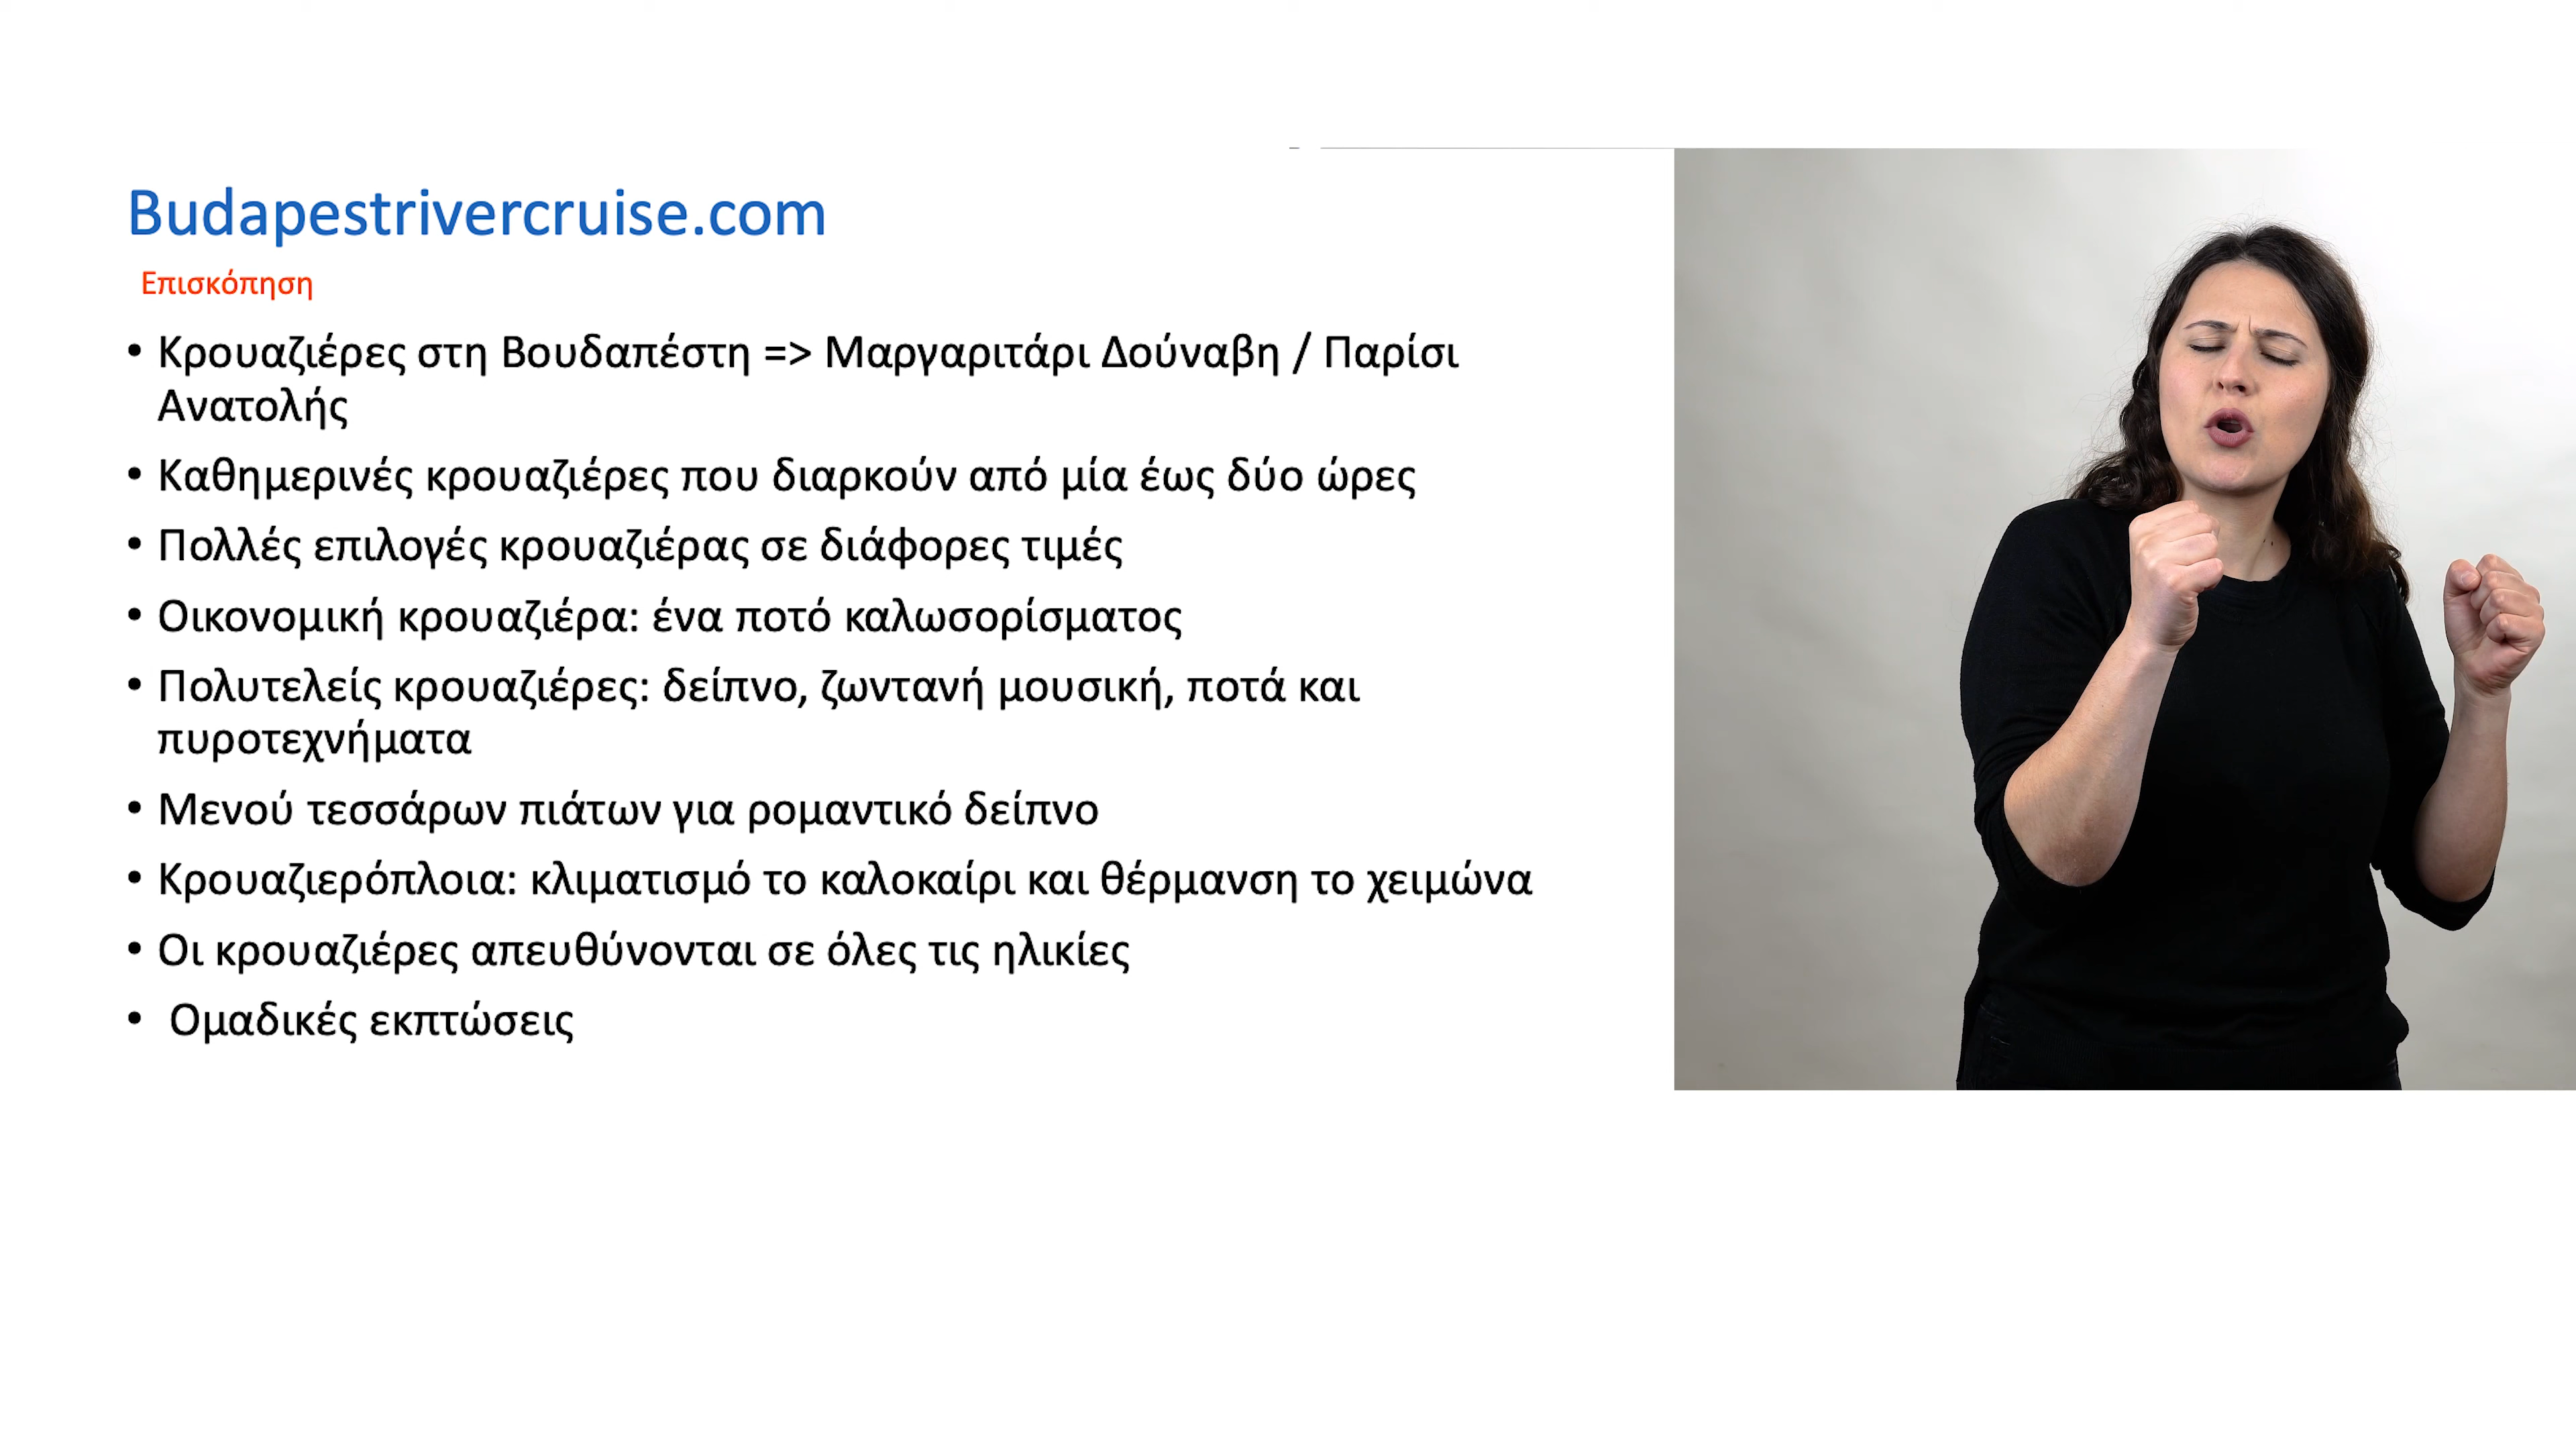 Budapestrivercruise.com
Επισκόπηση
• Κρουαζιέρες στη Βουδαπέστη => Μαργαριτάρι Δούναβη / Παρίσι
Ανατολής
• Καθημερινές κρουαζιέρες που διαρκούν από μία έως δύο ώρες
• Πολλές επιλογές κρουαζιέρας σε διάφορες τιμές
• Οικονομική κρουαζιέρα: ένα ποτό καλωσορίσματος
• Πολυτελείς κρουαζιέρες: δείπνο, ζωντανή μουσική, ποτά και
πυροτεχνήματα
• Μενού τεσσάρων πιάτων για ρομαντικό δείπνο
• Κρουαζιερόπλοια: κλιματισμό το καλοκαίρι και θέρμανση το χειμώνα
• Οι κρουαζιέρες απευθύνονται σε όλες τις ηλικίες
• Ομαδικές εκπτώσεις